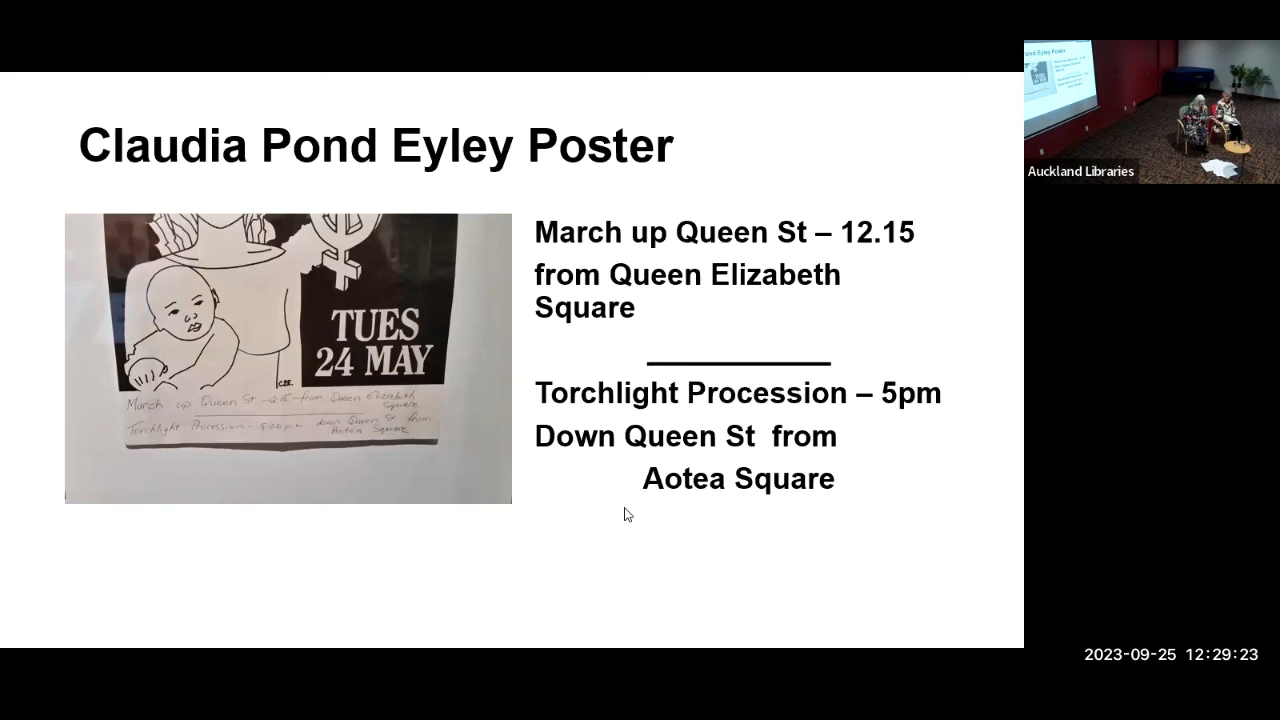 Claudia Pond Eyley Poster
TUES
24 MAY
CPE.
March up Queen St – 12.15 – from Queen Elizabeth
Square
Torchlight Procession – 5.00 p.m down Queen St from
Aotea Square
March up Queen St – 12.15
from Queen Elizabeth
Square
Torchlight Procession – 5pm
Down Queen St from
Aotea Square
Auckland Libraries
2023-09-25 12:29:23